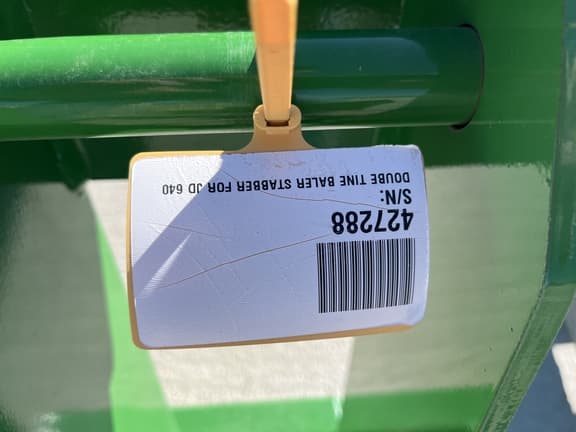 427288
S/N:
DOUBE TINE BALER STABBER FOR JD 640